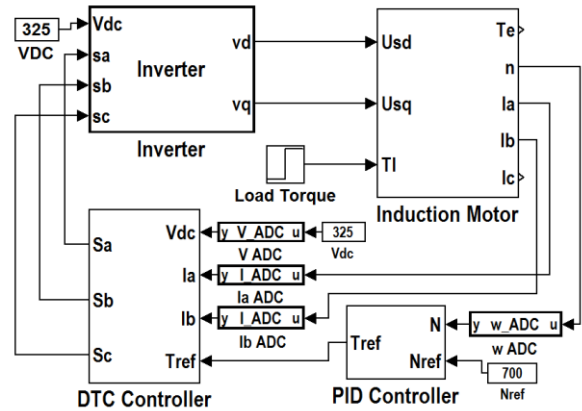 325
VDC
Vdc
sa
sb
sc
Inverter
vd
vq
Inverter
Usd
Usq
Tl
Te
n
Ia
Ib
Ic
Induction Motor
Load Torque
Sa
Sb
Sc
Vdc
Ia
Ib
Tref
DTC Controller
y V_ADC u
V ADC
325
Vdc
y I_ADC u
Ia ADC
y I_ADC u
Ib ADC
Tref
N
Nref
PID Controller
y w_ADC u
w ADC
700
Nref